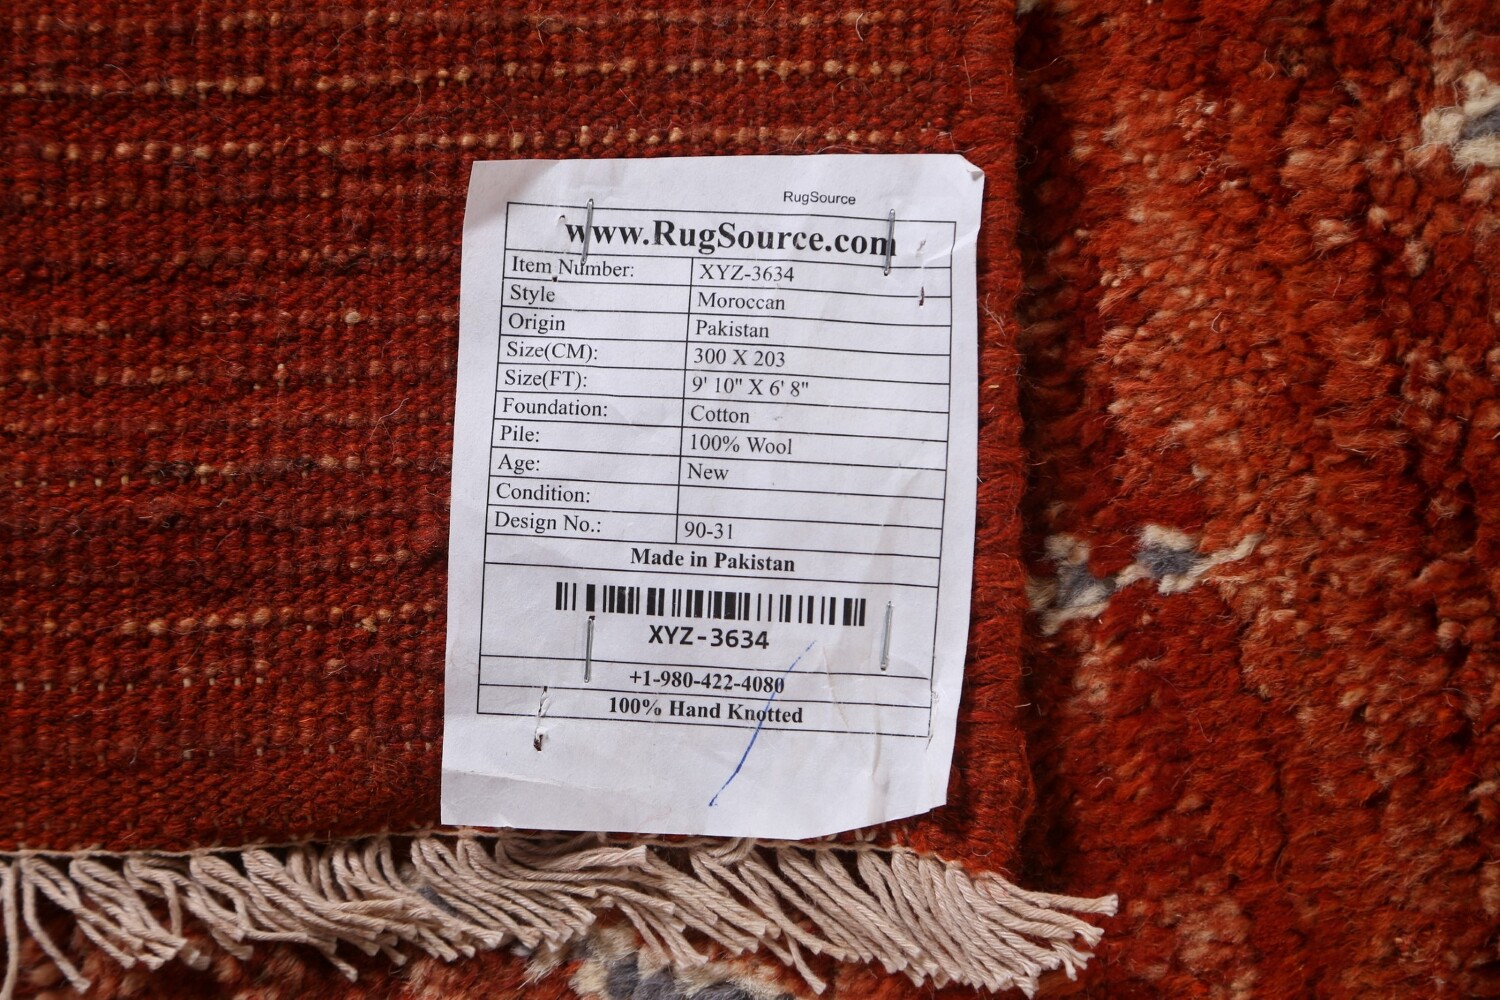 RugSource
www.RugSource.com
Item Number: XYZ-3634
Style Moroccan
Origin Pakistan
Size(CM): 300 X 203
Size(FT): 9' 10" X 6' 8"
Foundation: Cotton
Pile: 100% Wool
Age: New
Condition:
Design No.: 90-31
Made in Pakistan
XYZ-3634
+1-980-422-4080
100% Hand Knotted